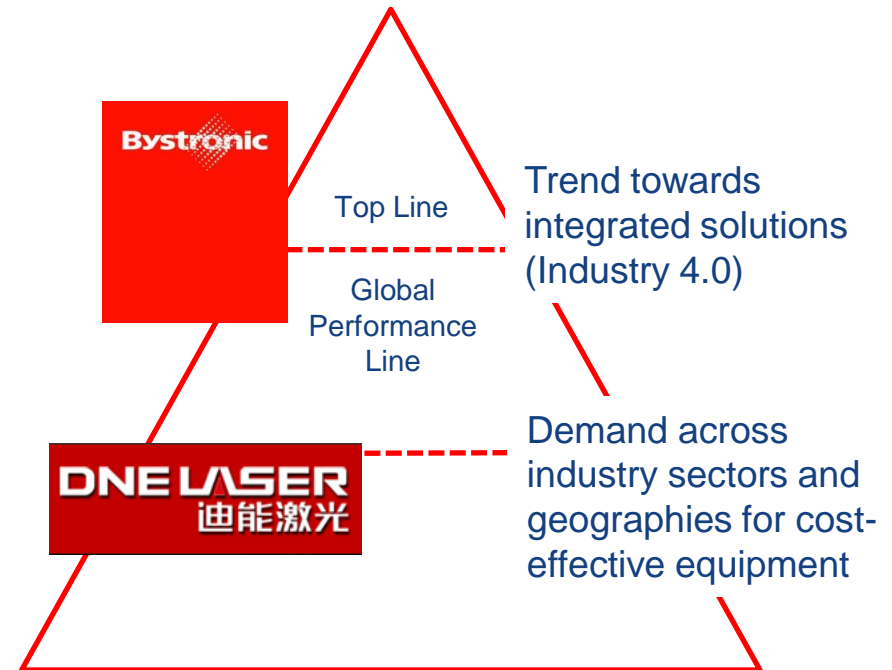 Bystronic
Top Line
Global
Performance
Line
Trend towards
integrated solutions
(Industry 4.0)
DNE LASER
迪能激光
Demand across
industry sectors and
geographies for cost-
effective equipment